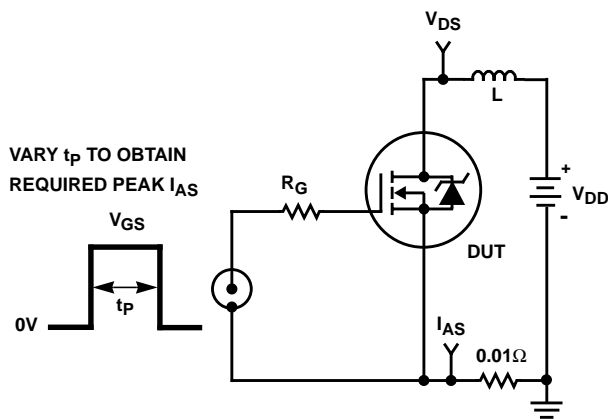 VDS
L
VARY tP TO OBTAIN
REQUIRED PEAK IAS
RG
+
VDD
-
VGS
DUT
tP
0V
IAS
0.01Ω